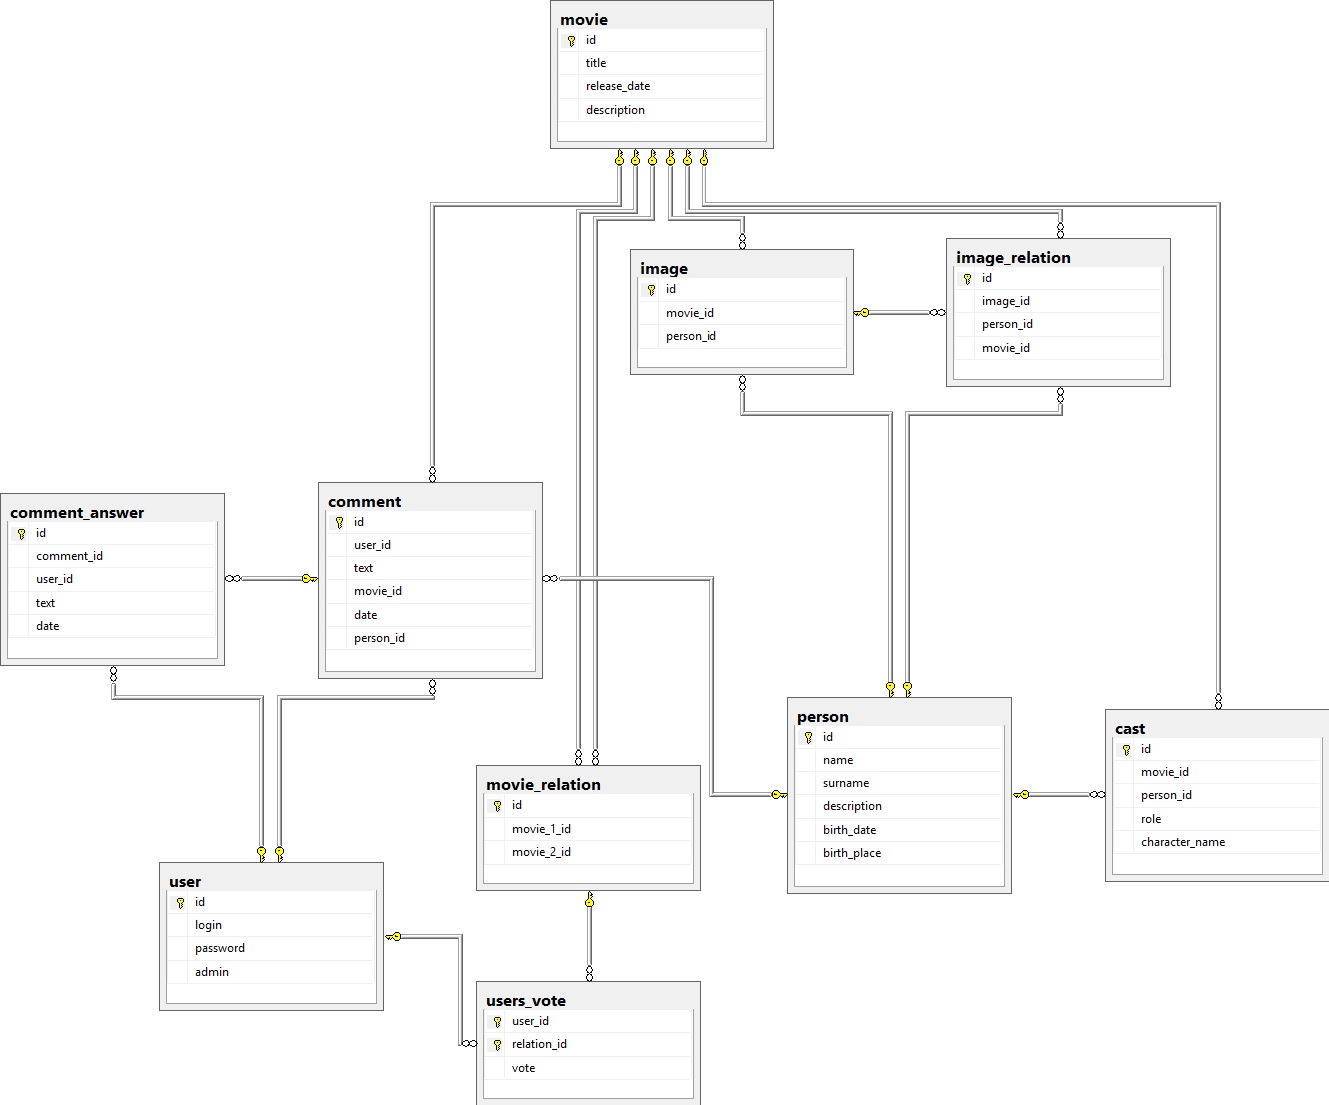 movie
id
title
release_date
description
image
id
movie_id
person_id
image_relation
id
image_id
person_id
movie_id
comment_answer
id
comment_id
user_id
text
date
comment
id
user_id
text
movie_id
date
person_id
movie_relation
id
movie_1_id
movie_2_id
person
id
name
surname
description
birth_date
birth_place
cast
id
movie_id
person_id
role
character_name
user
id
login
password
admin
users_vote
user_id
relation_id
vote